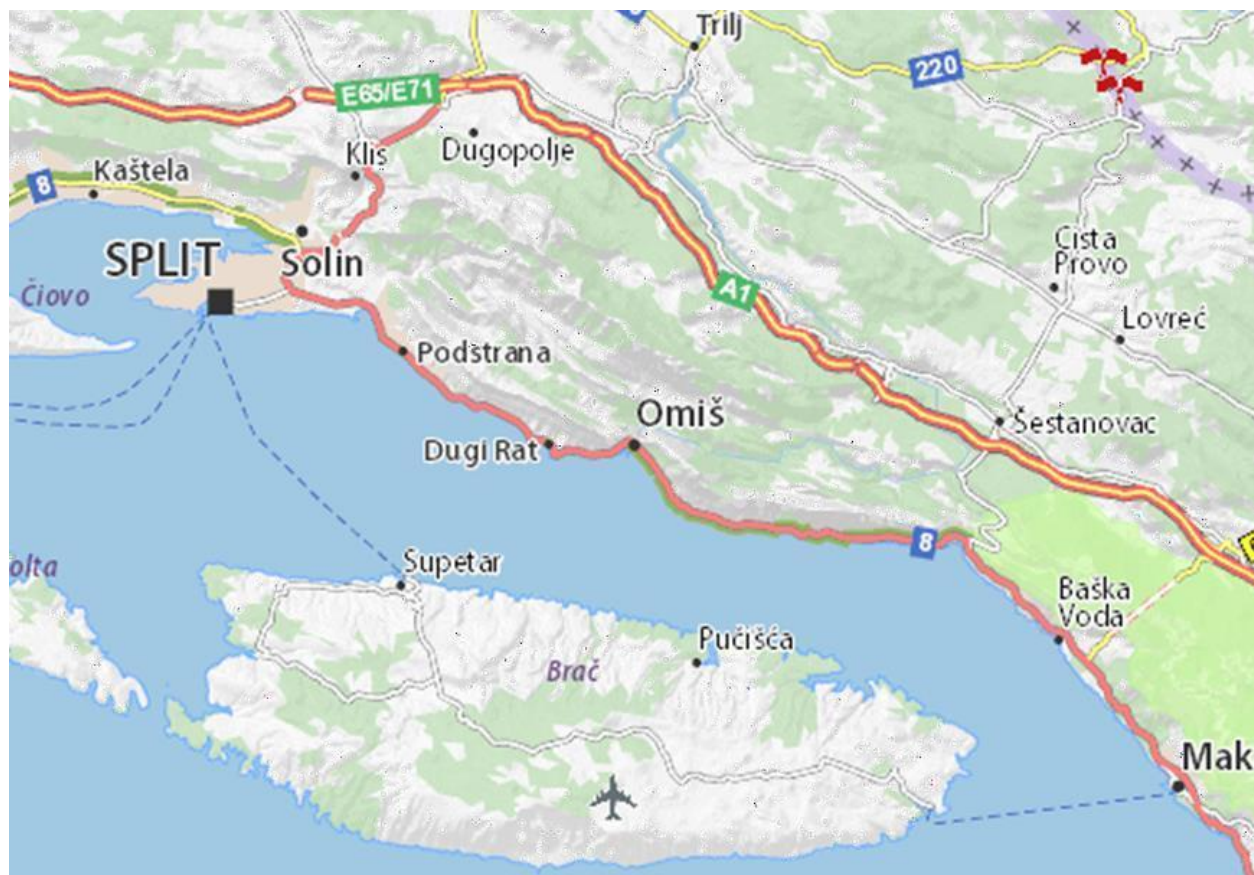 Trilj
220
E65/E71
Dugopolje
Klis
Kaštela
8
SPLIT
Solin
Čiovo
A1
Cista
Provo
Lovreć
Podstrana
Omiš
Dugi Rat
Šestanovac
8
olta
Supetar
Baška
Voda
Pučišća
Brač
Mak